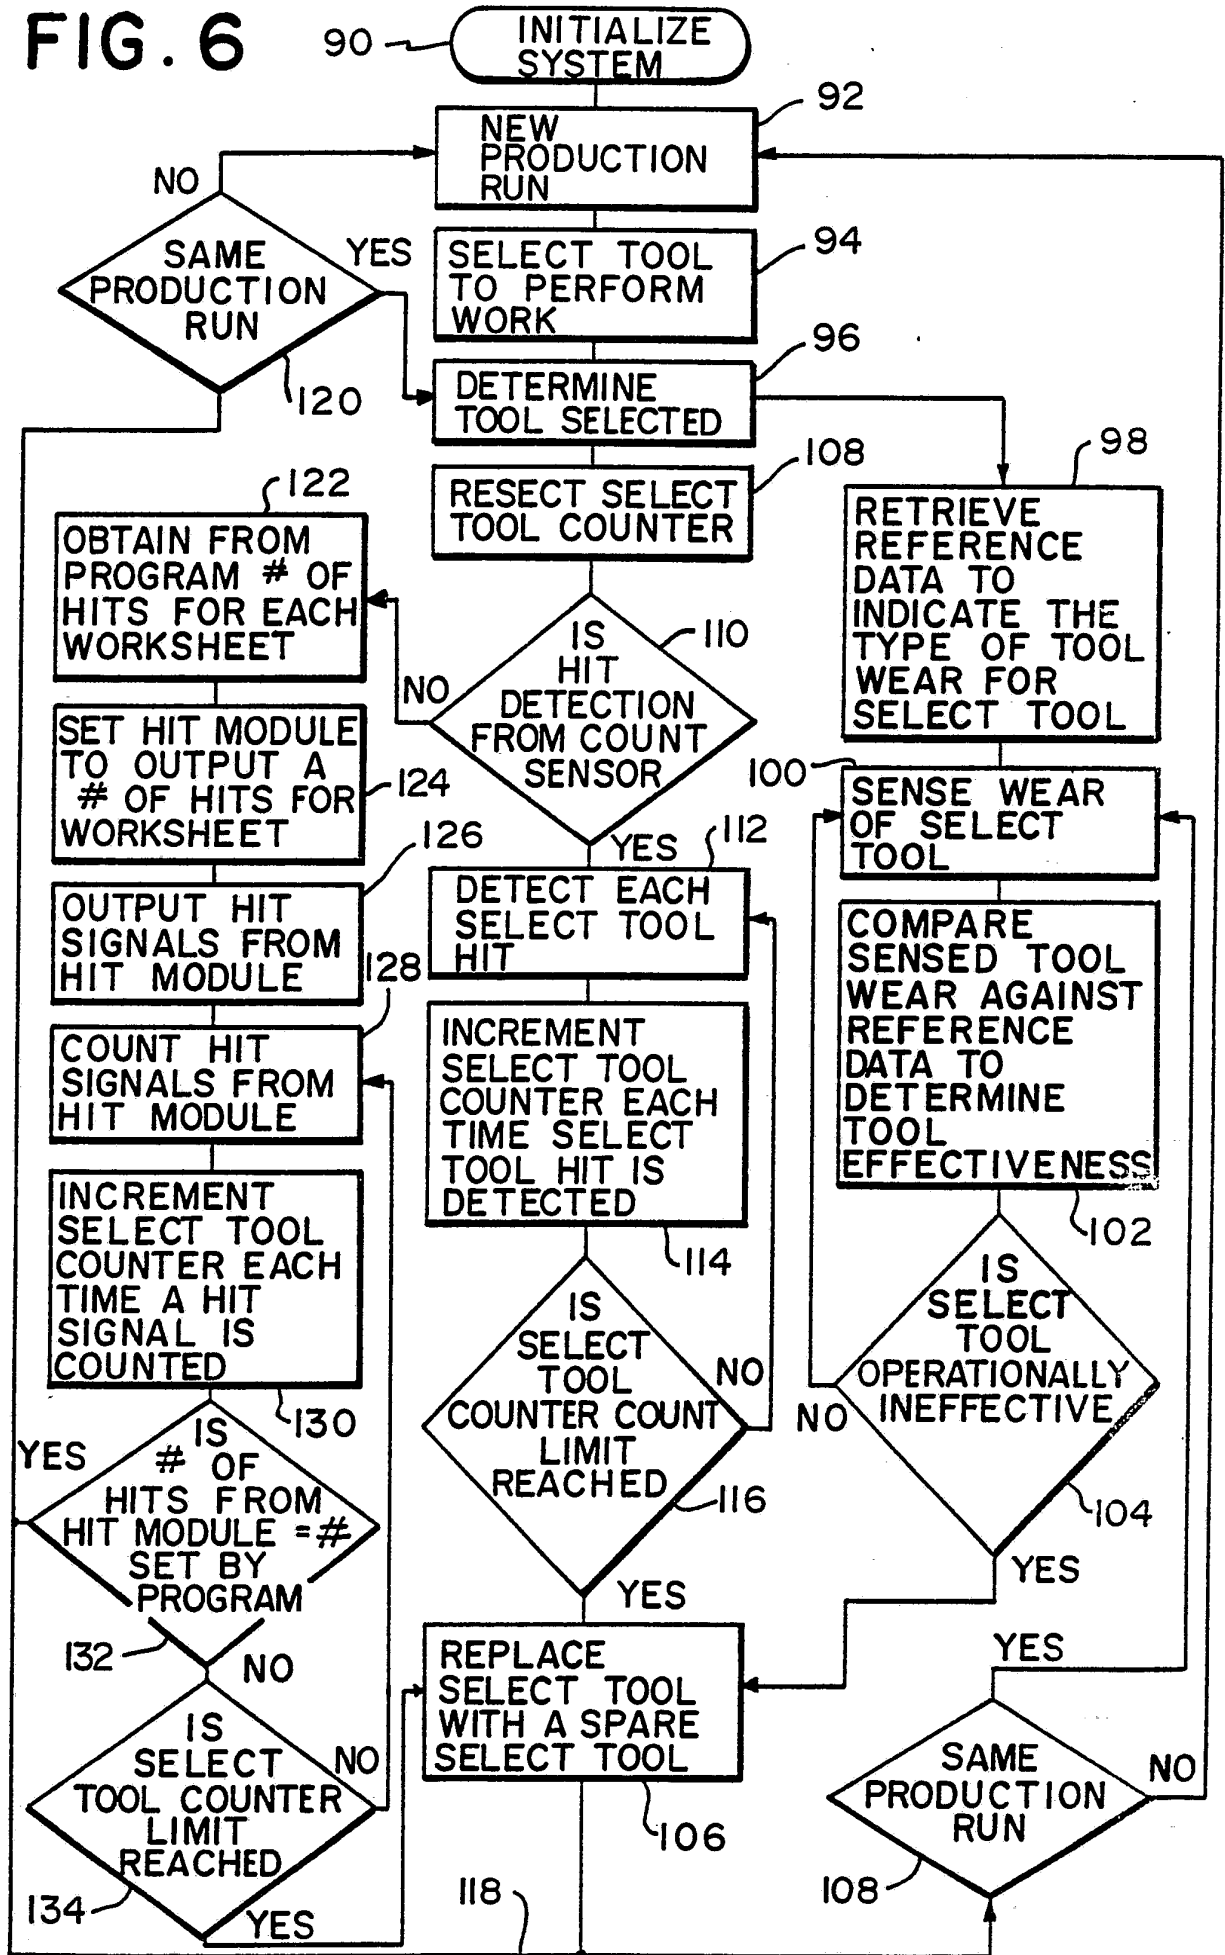 FIG. 6
90
INITIALIZE
SYSTEM
92
NEW
PRODUCTION
RUN
NO
SAME
PRODUCTION
RUN
YES
120
94
SELECT TOOL
TO PERFORM
WORK
96
DETERMINE
TOOL SELECTED
108
RESECT SELECT
TOOL COUNTER
98
RETRIEVE
REFERENCE
DATA TO
INDICATE THE
TYPE OF TOOL
WEAR FOR
SELECT TOOL
122
OBTAIN FROM
PROGRAM # OF
HITS FOR EACH
WORKSHEET
110
IS
HIT
DETECTION
FROM COUNT
SENSOR
NO
YES
SET HIT MODULE
TO OUTPUT A
# OF HITS FOR
WORKSHEET
124
100
SENSE WEAR
OF SELECT
TOOL
126
OUTPUT HIT
SIGNALS FROM
HIT MODULE
112
DETECT EACH
SELECT TOOL
HIT
COMPARE
SENSED TOOL
WEAR AGAINST
REFERENCE
DATA TO
DETERMINE
TOOL
EFFECTIVENESS
102
128
COUNT HIT
SIGNALS FROM
HIT MODULE
INCREMENT
SELECT TOOL
COUNTER EACH
TIME SELECT
TOOL HIT IS
DETECTED
114
INCREMENT
SELECT TOOL
COUNTER EACH
TIME A HIT
SIGNAL IS
COUNTED
130
IS
SELECT
TOOL
COUNTER COUNT
LIMIT
REACHED
NO
116
YES
IS
SELECT
TOOL
OPERATIONALLY
INEFFECTIVE
NO
104
YES
YES
IS
# OF
HITS FROM
HIT MODULE = #
SET BY
PROGRAM
132
NO
REPLACE
SELECT TOOL
WITH A SPARE
SELECT TOOL
106
YES
SAME
PRODUCTION
RUN
NO
108
IS
SELECT
TOOL COUNTER
LIMIT
REACHED
NO
134
YES
118